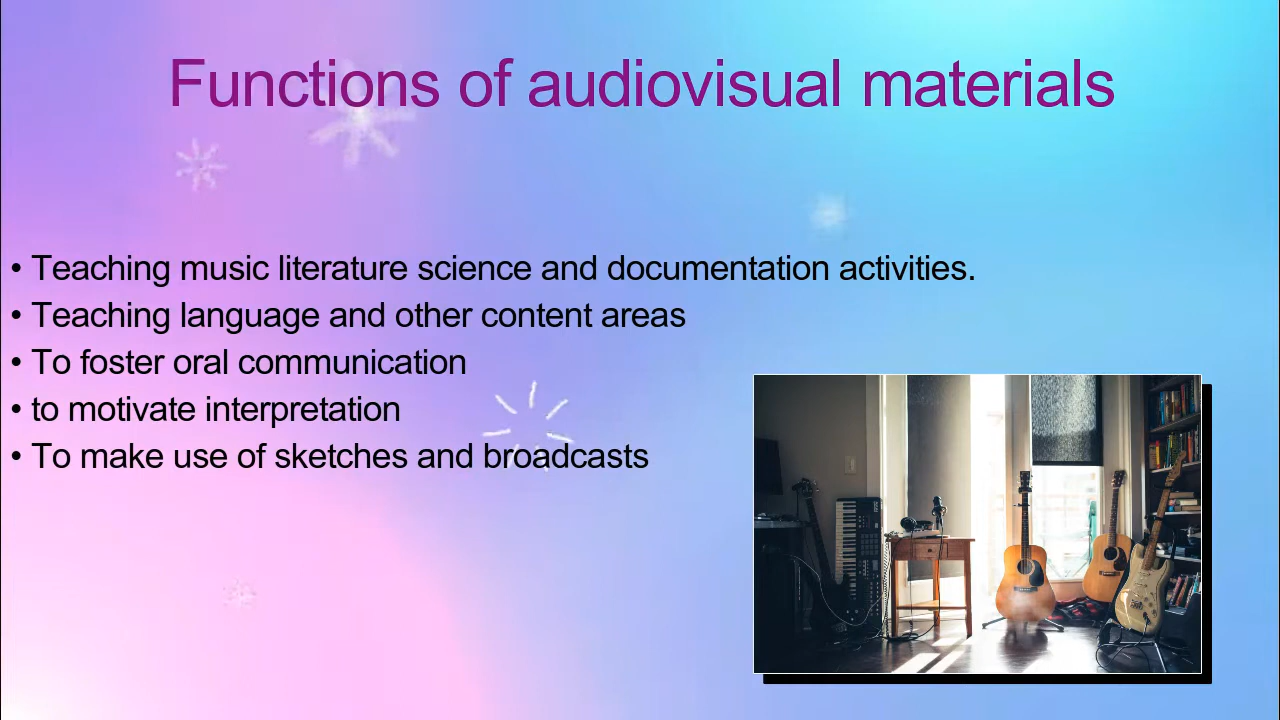 Functions of audiovisual materials
• Teaching music literature science and documentation activities.
• Teaching language and other content areas
• To foster oral communication
• to motivate interpretation
• To make use of sketches and broadcasts